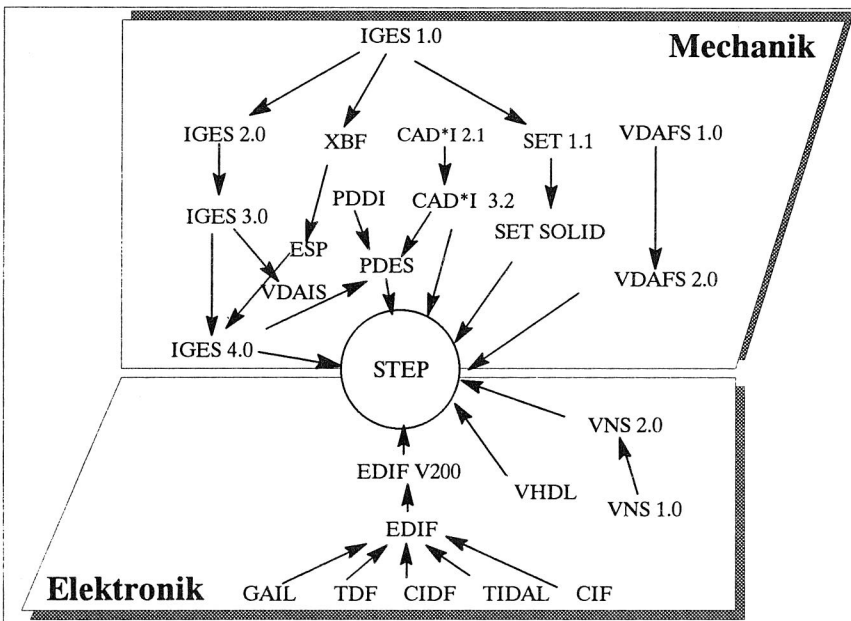 IGES 1.0
Mechanik
IGES 2.0
XBF
CAD*I 2.1
SET 1.1
VDAFS 1.0
IGES 3.0
PDDI
CAD*I 3.2
SET SOLID
ESP
PDES
VDAIS
VDAFS 2.0
IGES 4.0
STEP
VNS 2.0
EDIF V200
VHDL
VNS 1.0
EDIF
Elektronik
GAIL
TDF
CIDF
TIDAL
CIF